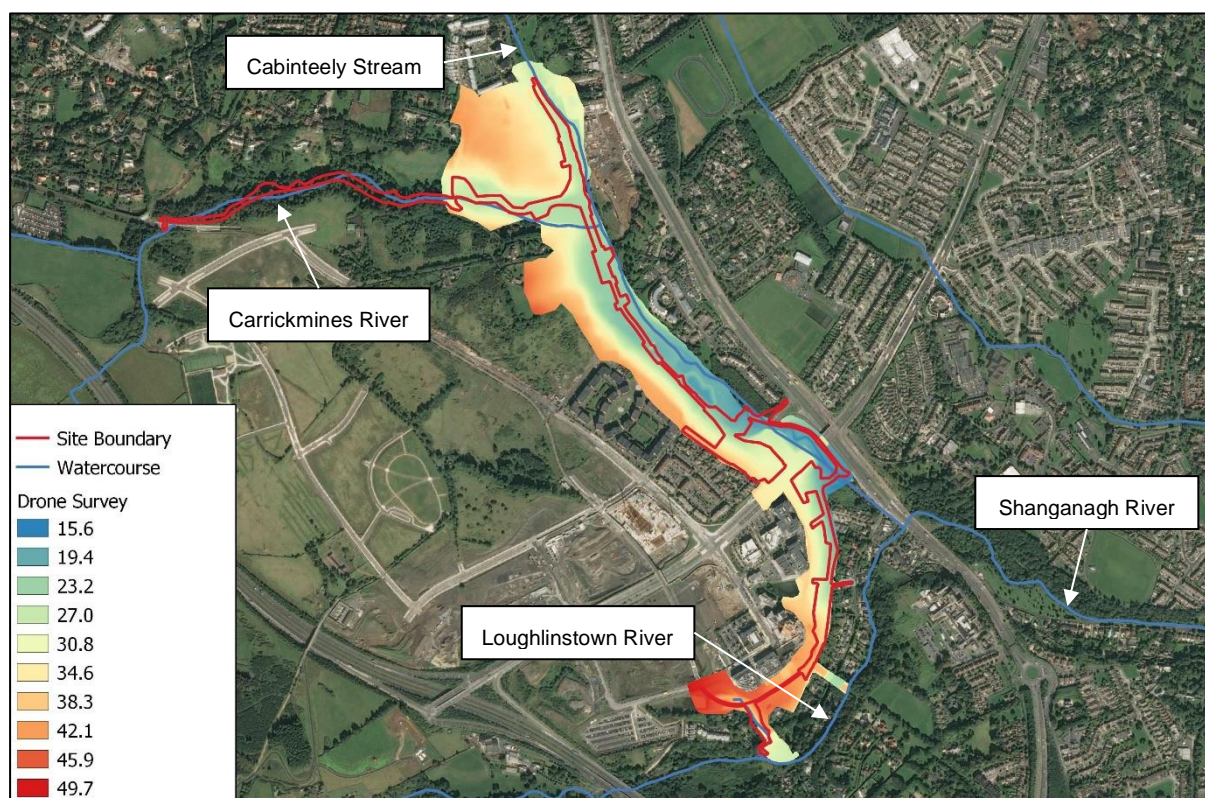 Cabinteely Stream
Carrickmines River
Shanganagh River
Loughlinstown River
Site Boundary
Watercourse
Drone Survey
15.6
19.4
23.2
27.0
30.8
34.6
38.3
42.1
45.9
49.7